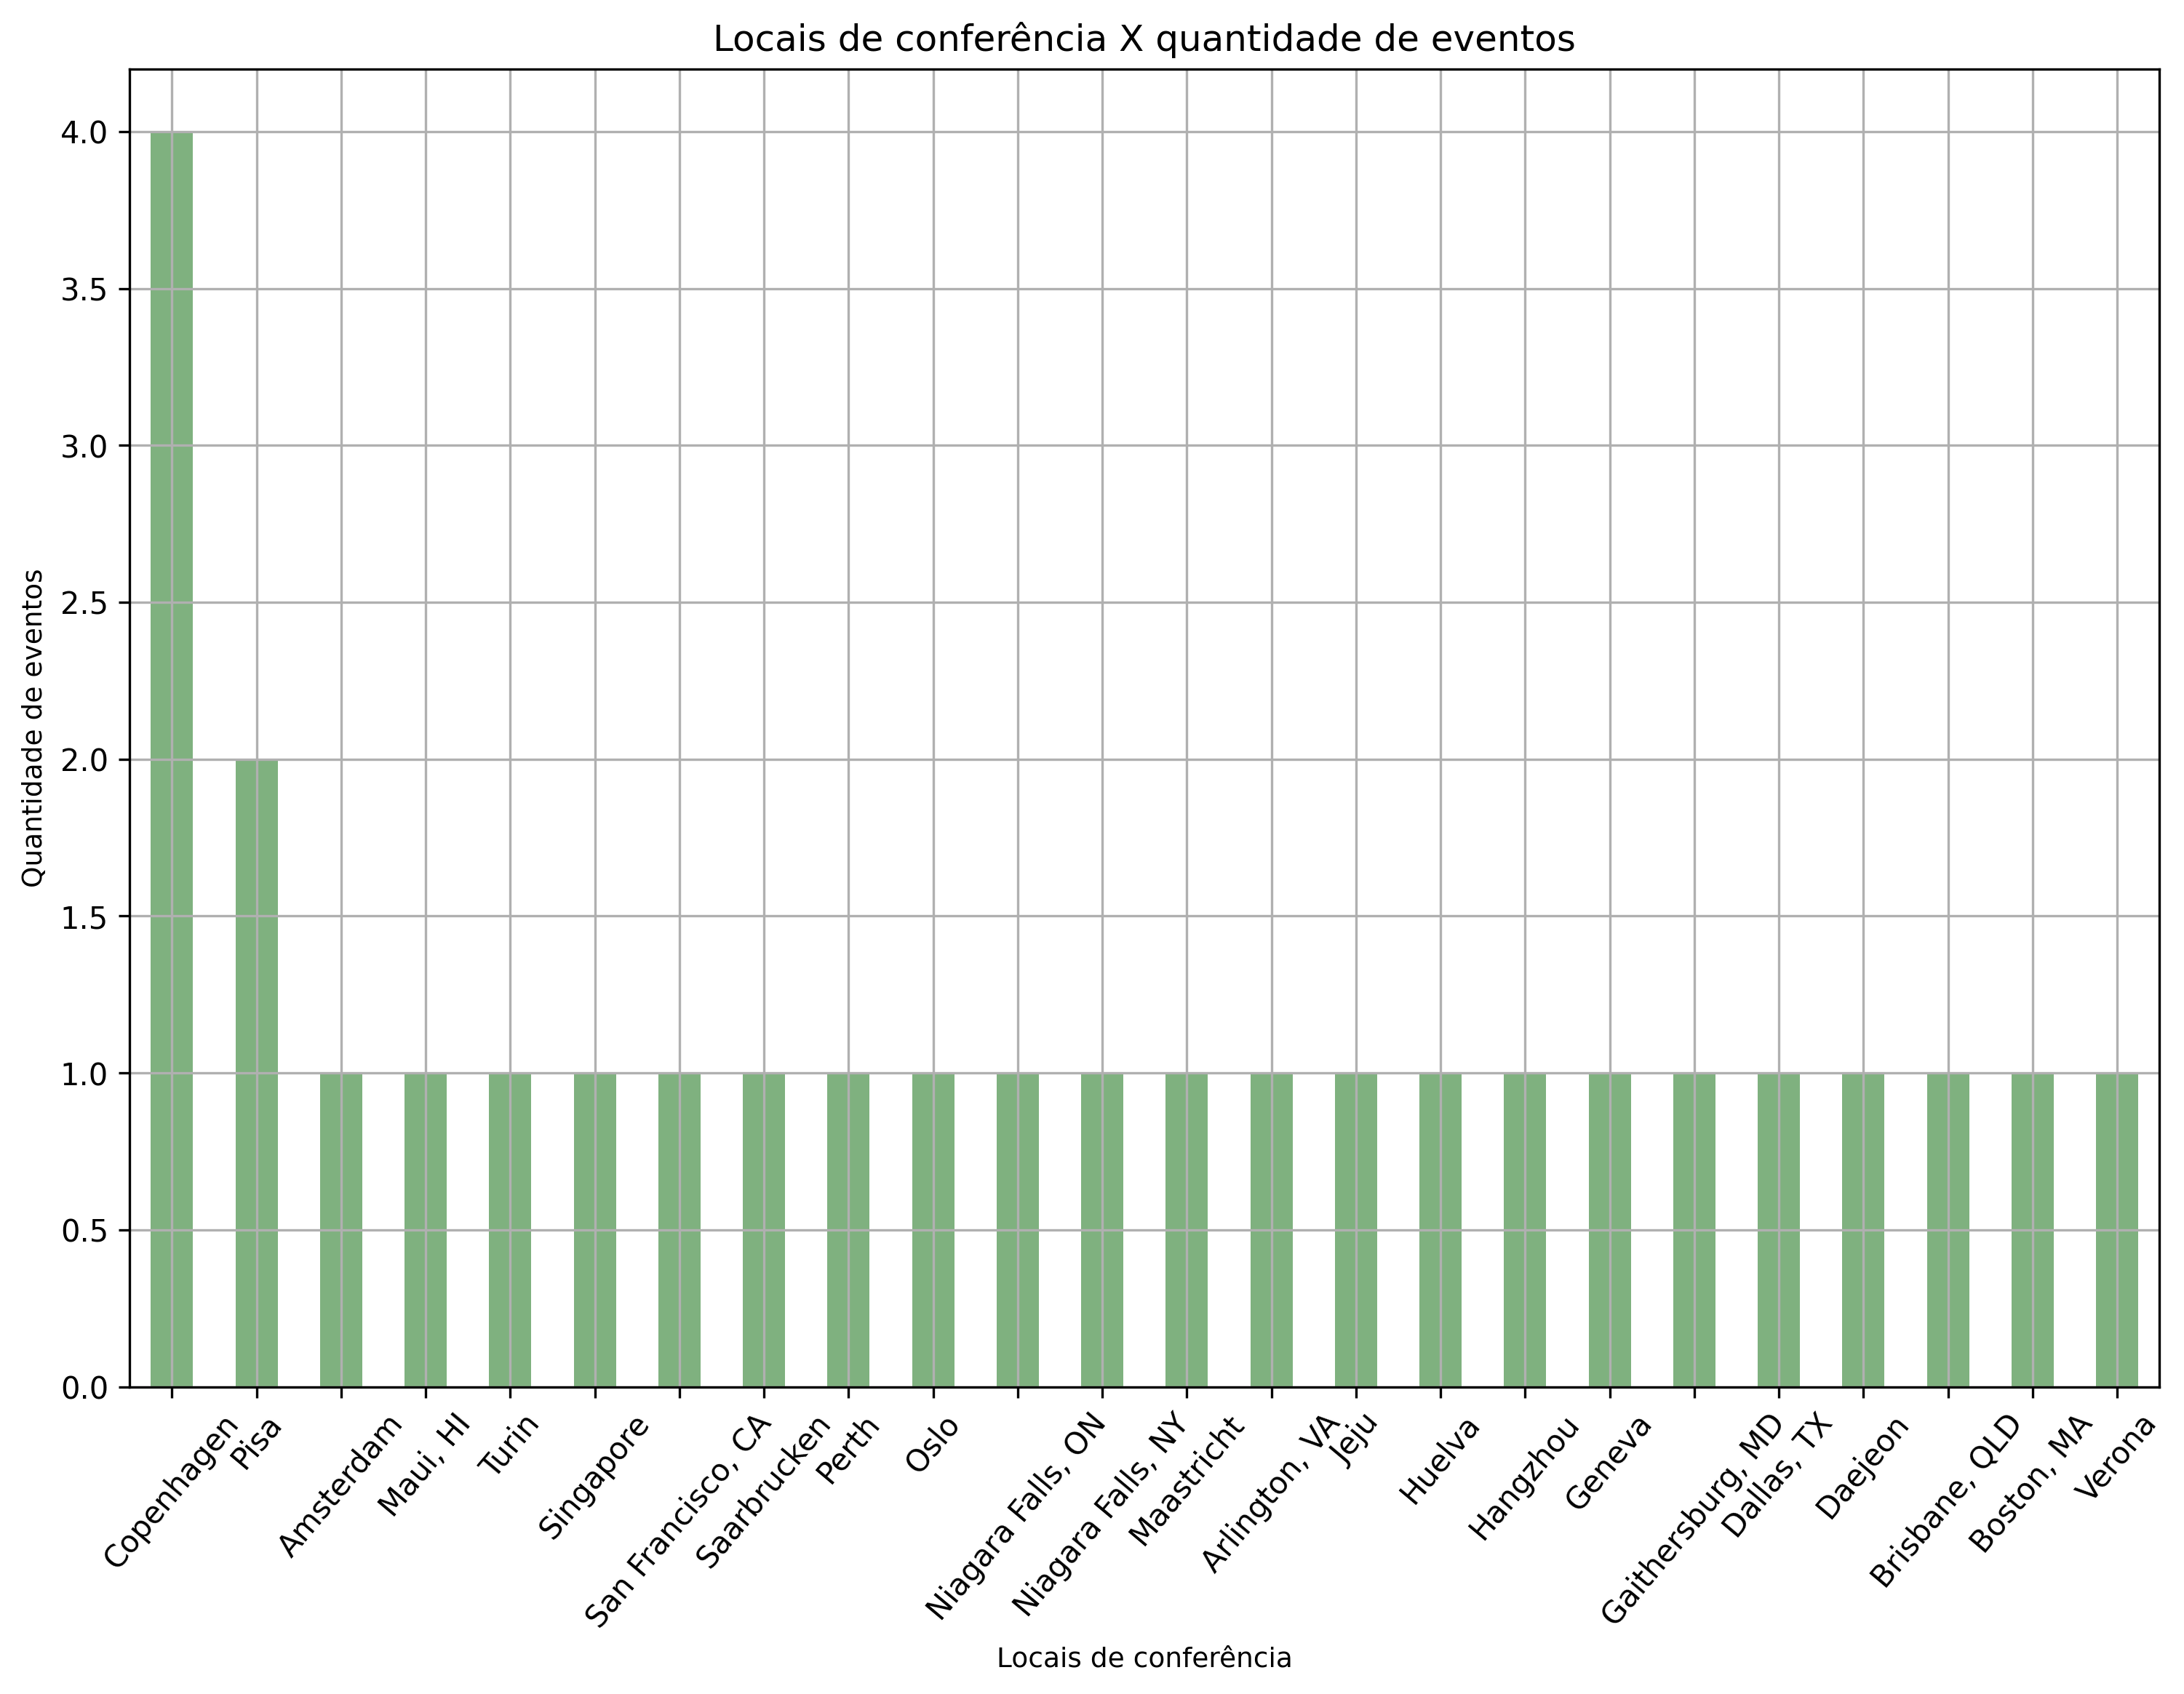 Locais de conferência X quantidade de eventos
4.0
3.5
3.0
2.5
2.0
1.5
1.0
0.5
0.0
Quantidade de eventos
Copenhagen
Pisa
Amsterdam
Maui, HI
Turin
Singapore
San Francisco, CA
Saarbrucken
Perth
Oslo
Niagara Falls, ON
Niagara Falls, NY
Maastricht
Arlington, VA
Jeju
Huelva
Hangzhou
Geneva
Gaithersburg, MD
Dallas, TX
Daejeon
Brisbane, QLD
Boston, MA
Verona
Locais de conferência